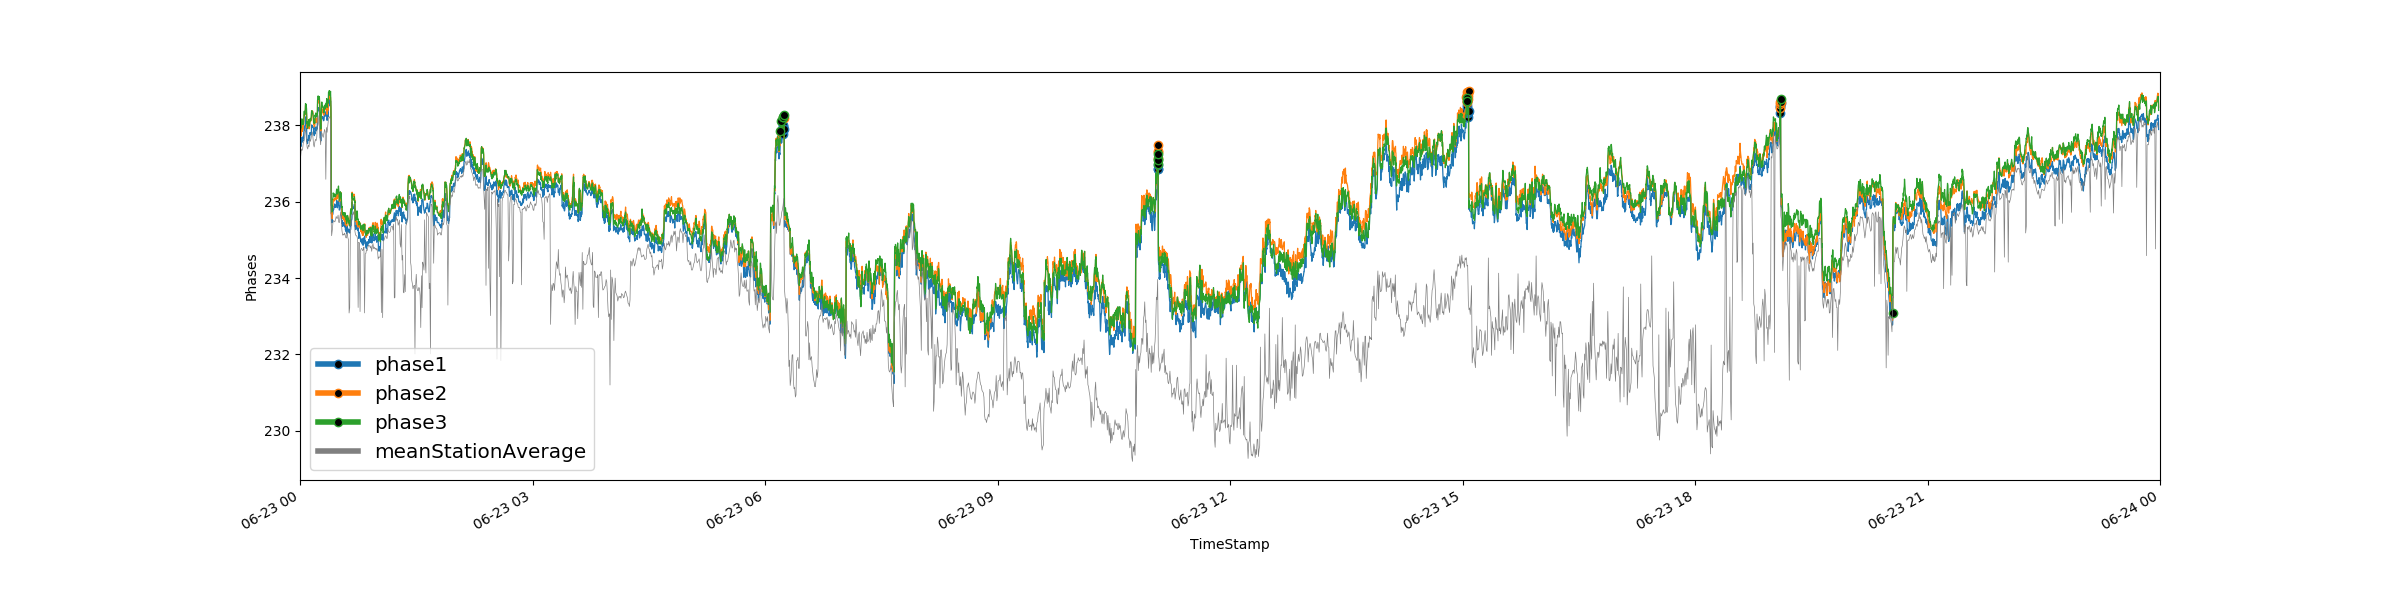 238
236
234
232
230
Phases
phase1
phase2
phase3
meanStationAverage
06-23 00
06-23 03
06-23 06
06-23 09
06-23 12
06-23 15
06-23 18
06-23 21
06-24 00
TimeStamp